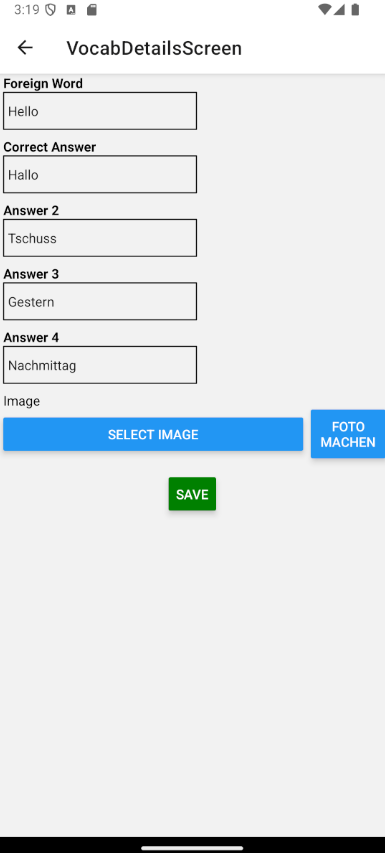 3:19
VocabDetailsScreen
Foreign Word
Hello
Correct Answer
Hallo
Answer 2
Tschuss
Answer 3
Gestern
Answer 4
Nachmittag
Image
SELECT IMAGE
FOTO
MACHEN
SAVE